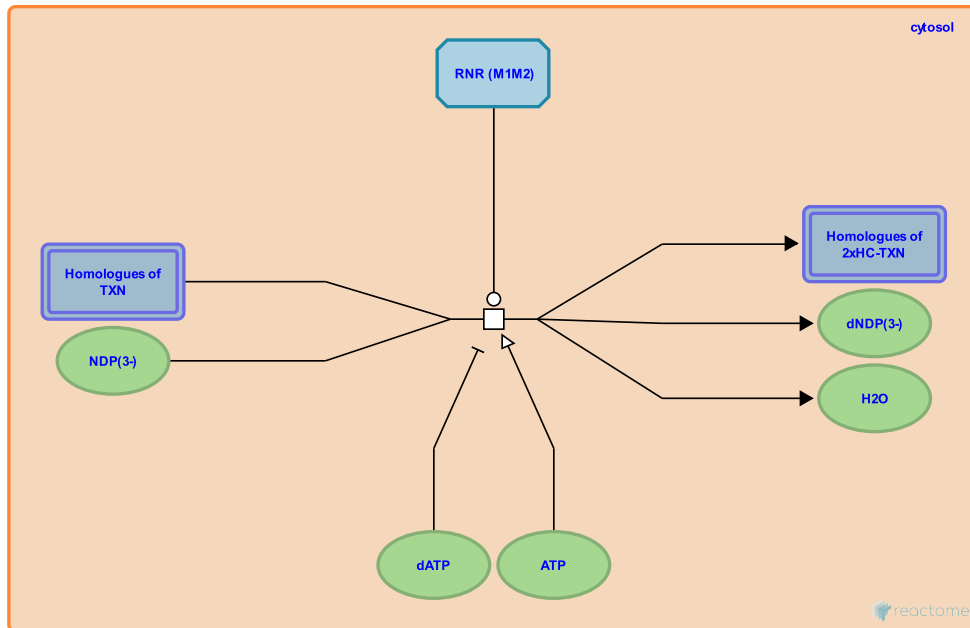 cytosol
RNR (M1M2)
Homologues of
2xHC-TXN
Homologues of
TXN
dNDP(3-)
NDP(3-)
H2O
dATP
ATP
reactome